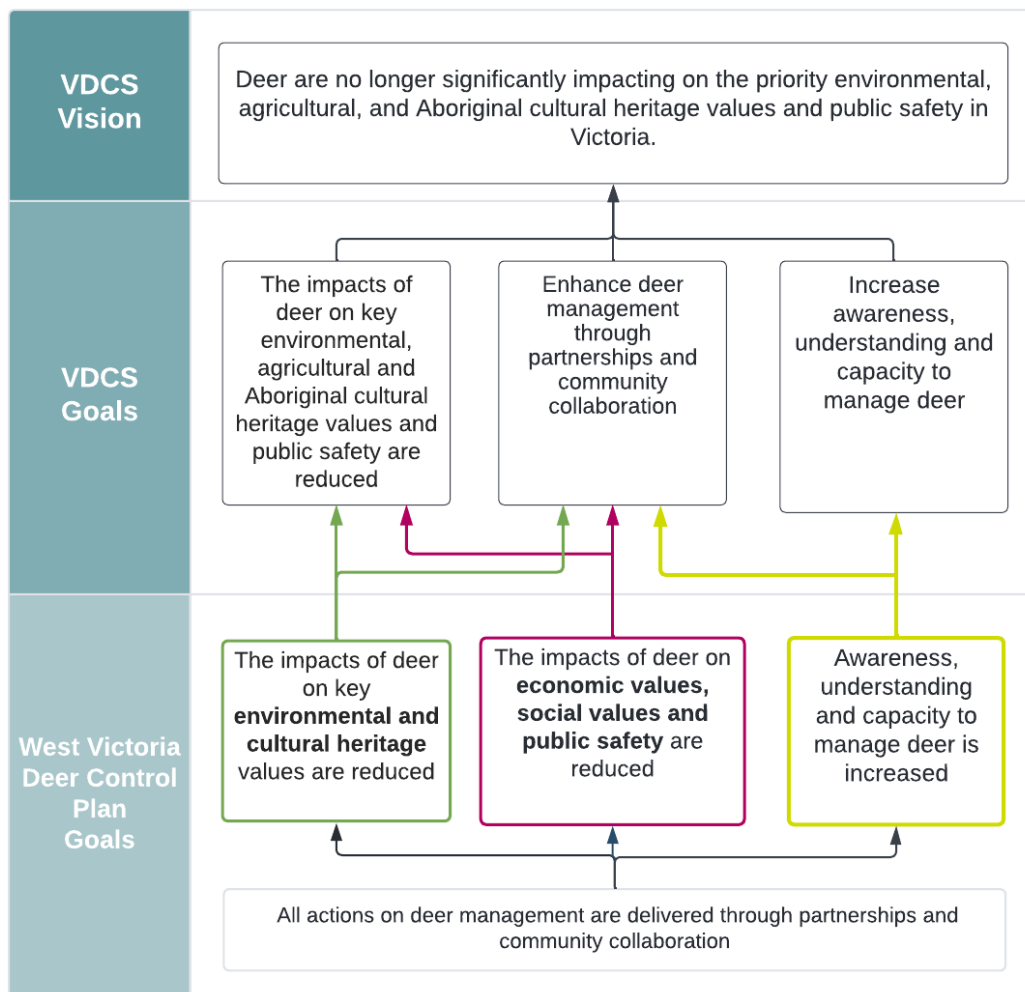 VDCS
Vision
Deer are no longer significantly impacting on the priority environmental,
agricultural, and Aboriginal cultural heritage values and public safety in
Victoria.
VDCS
Goals
The impacts of
deer on key
environmental,
agricultural and
Aboriginal cultural
heritage values and
public safety are
reduced
Enhance deer
management
through
partnerships and
community
collaboration
Increase
awareness,
understanding and
capacity to
manage deer
West Victoria
Deer Control
Plan
Goals
The impacts of deer
on key
environmental and
cultural heritage
values are reduced
The impacts of deer on
economic values,
social values and
public safety are
reduced
Awareness,
understanding
and capacity to
manage deer is
increased
All actions on deer management are delivered through partnerships and
community collaboration